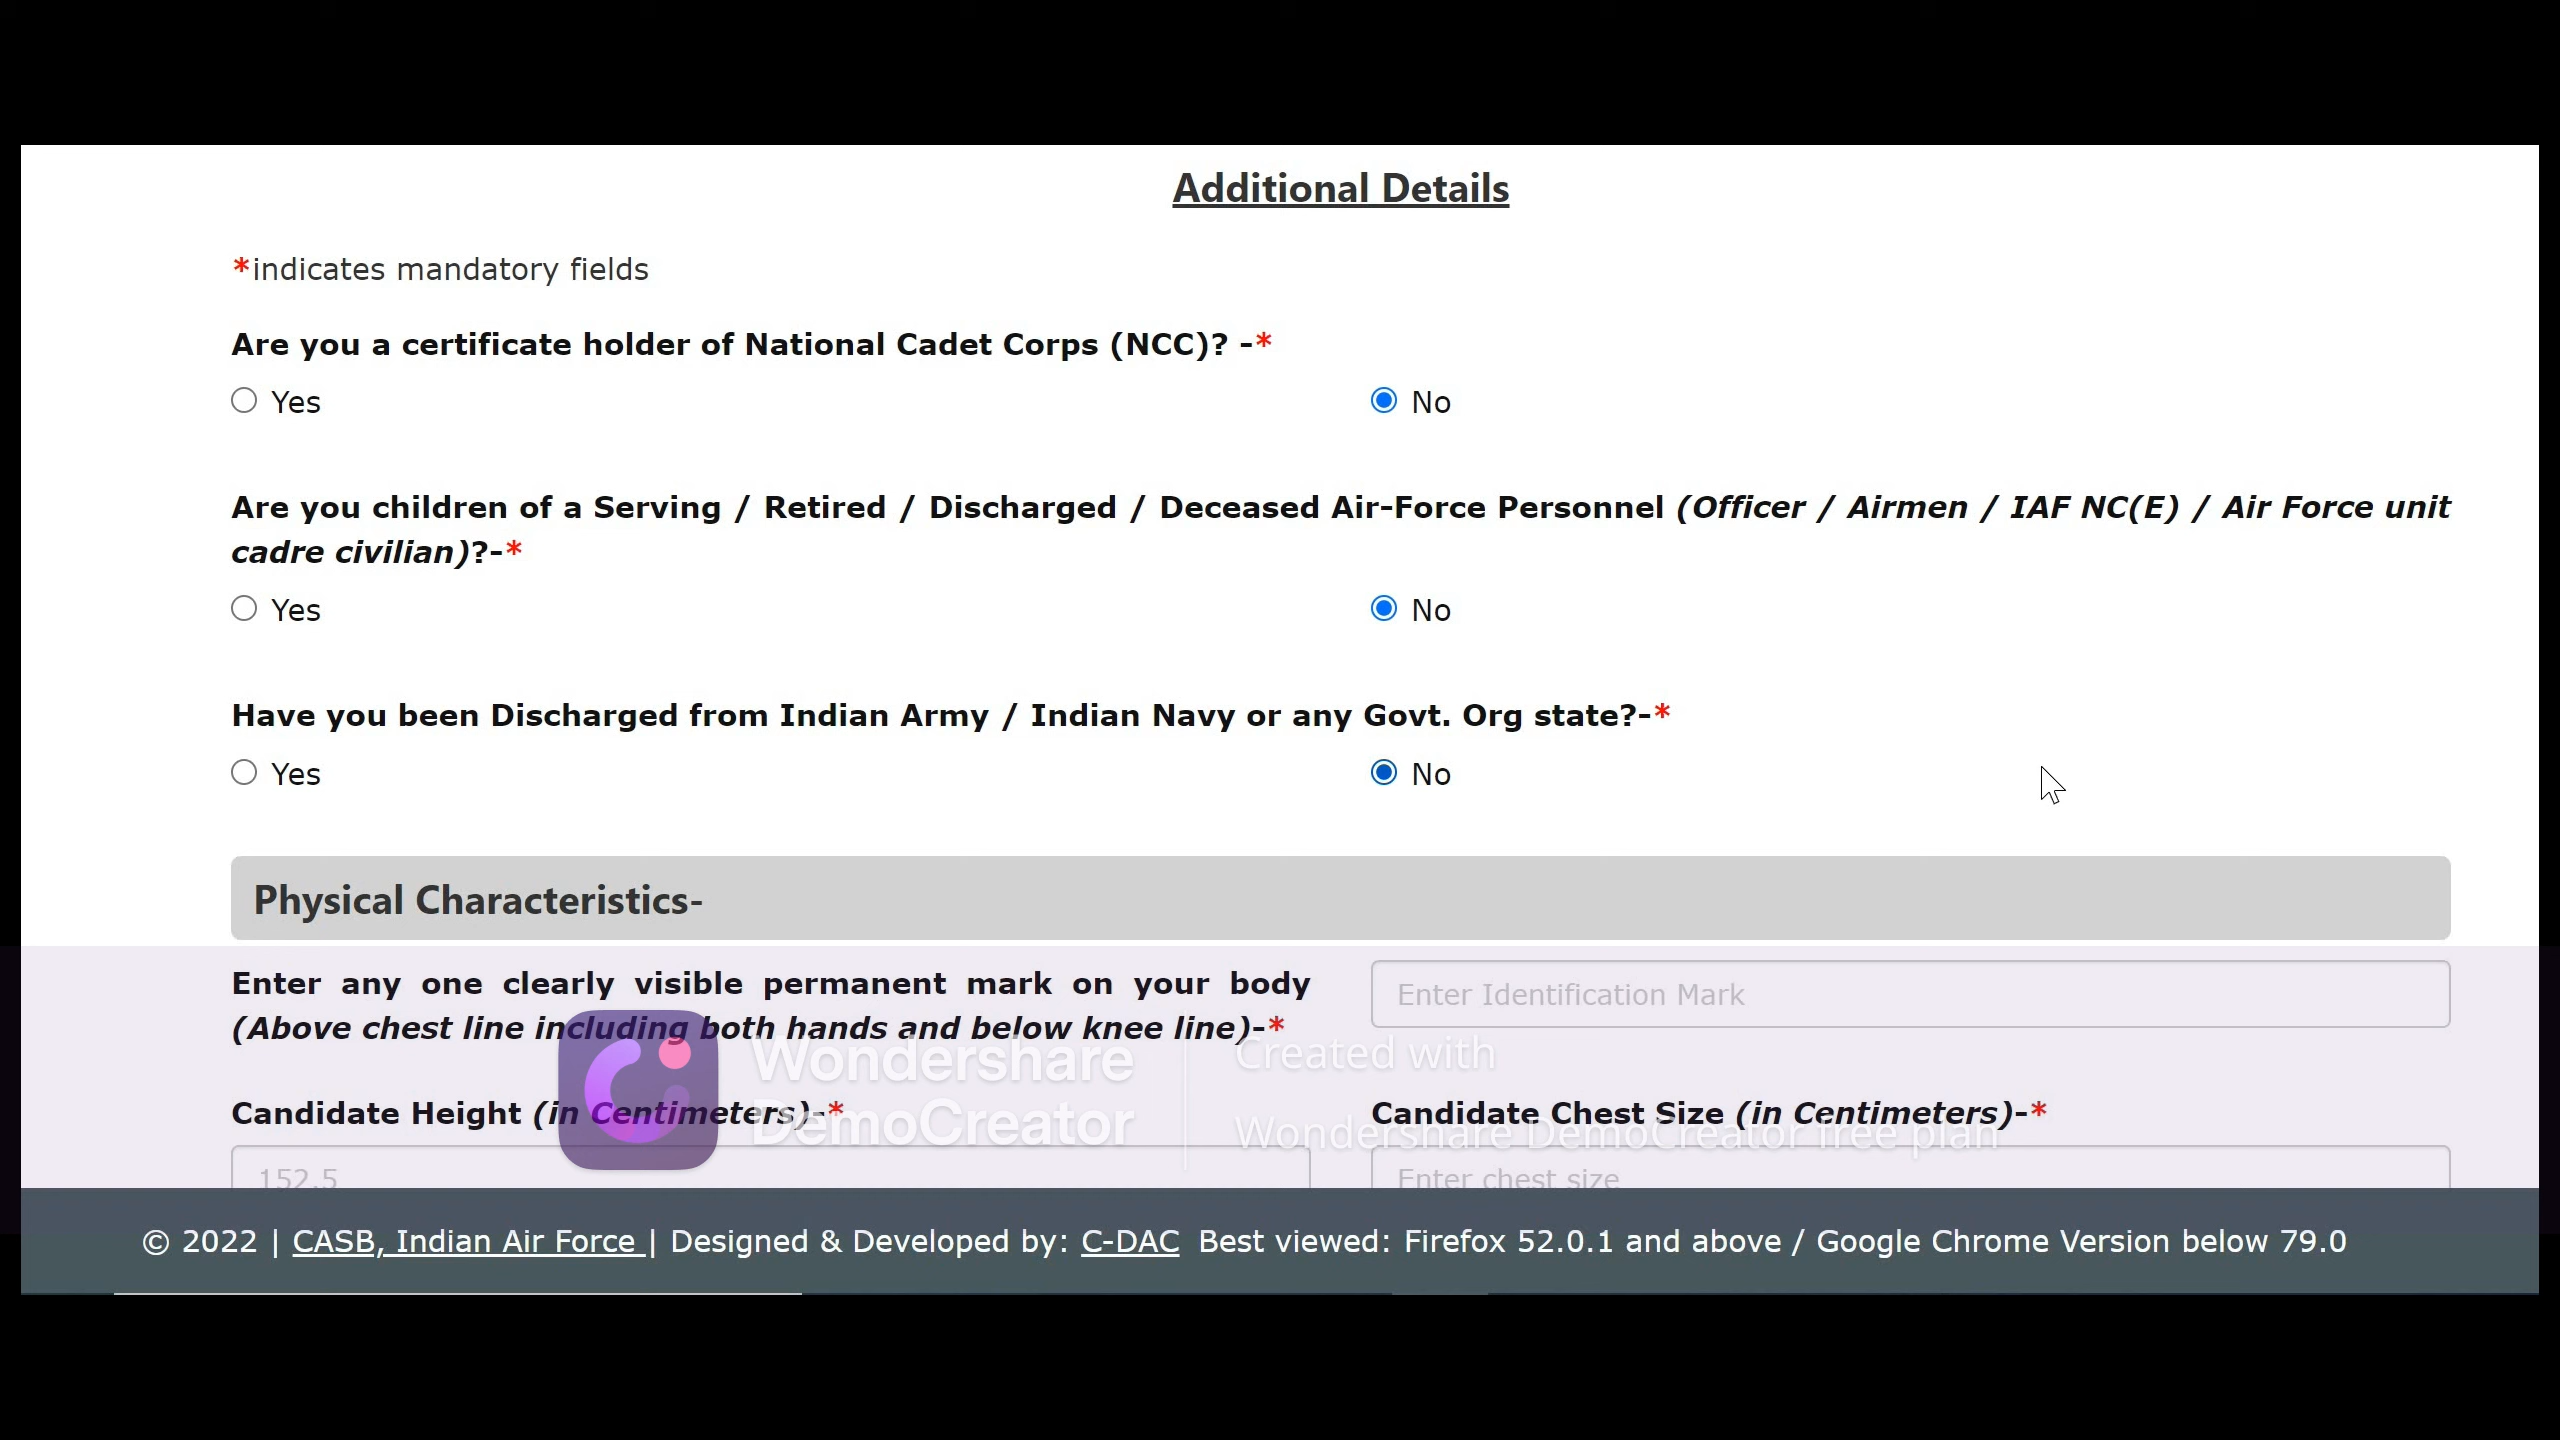 Additional Details
*indicates mandatory fields
Are you a certificate holder of National Cadet Corps (NCC)? -*
Yes
No
Are you children of a Serving / Retired / Discharged / Deceased Air-Force Personnel (Officer / Airmen / IAF NC(E) / Air Force unit
cadre civilian)?-*
Yes
No
Have you been Discharged from Indian Army / Indian Navy or any Govt. Org state?-*
Yes
No
Physical Characteristics-
Enter any one clearly visible permanent mark on your body
(Above chest line including both hands and below knee line)-*
Enter Identification Mark
Wondershare
DemoCreator
Created with
Wondershare DemoCreator free plan
Candidate Height (in Centimeters)-*
Candidate Chest Size (in Centimeters)-*
152.5
Enter chest size
© 2022 | CASB, Indian Air Force | Designed & Developed by: C-DAC Best viewed: Firefox 52.0.1 and above / Google Chrome Version below 79.0